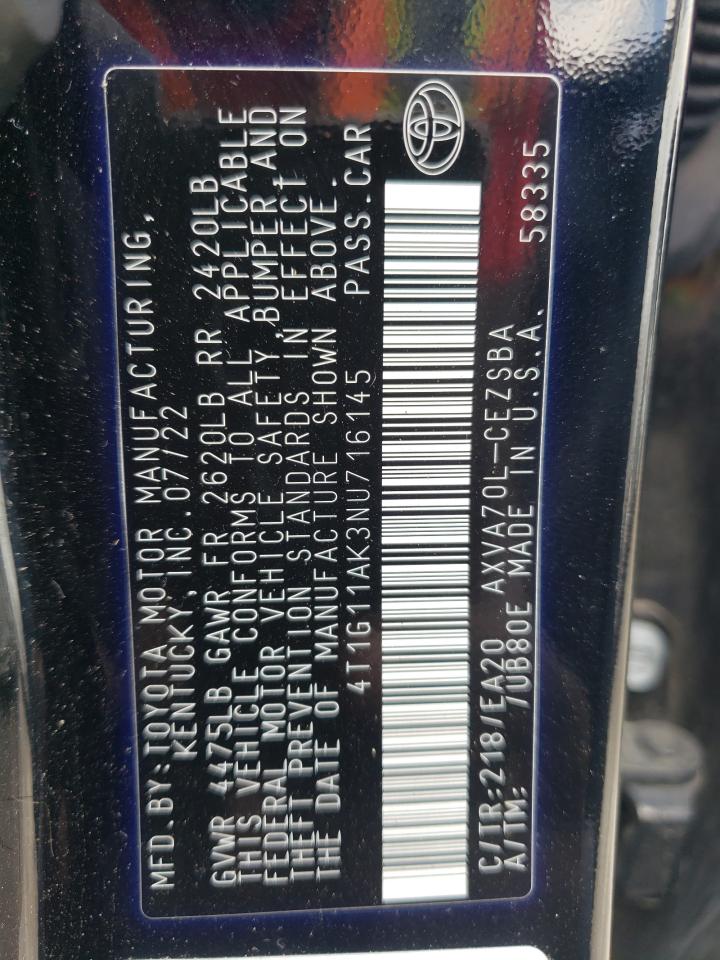 MFD.BY:TOYOTA MOTOR MANUFACTURING,
KENTUCKY, INC. 07/22
GVWR 4475LB GAWR FR 2620LB RR 2420LB
THIS VEHICLE CONFORMS TO ALL APPLICABLE
FEDERAL MOTOR VEHICLE SAFETY,BUMPER,AND
THEFT PREVENTION STANDARDS IN EFFECT ON
THE DATE OF MANUFACTURE SHOWN ABOVE.
4T1G11AK3NU716145 PASS.CAR
C/TR:218/EA20 AXVA70L-CEZSBA
A/TM: /UB80E MADE IN U.S.A. 58335